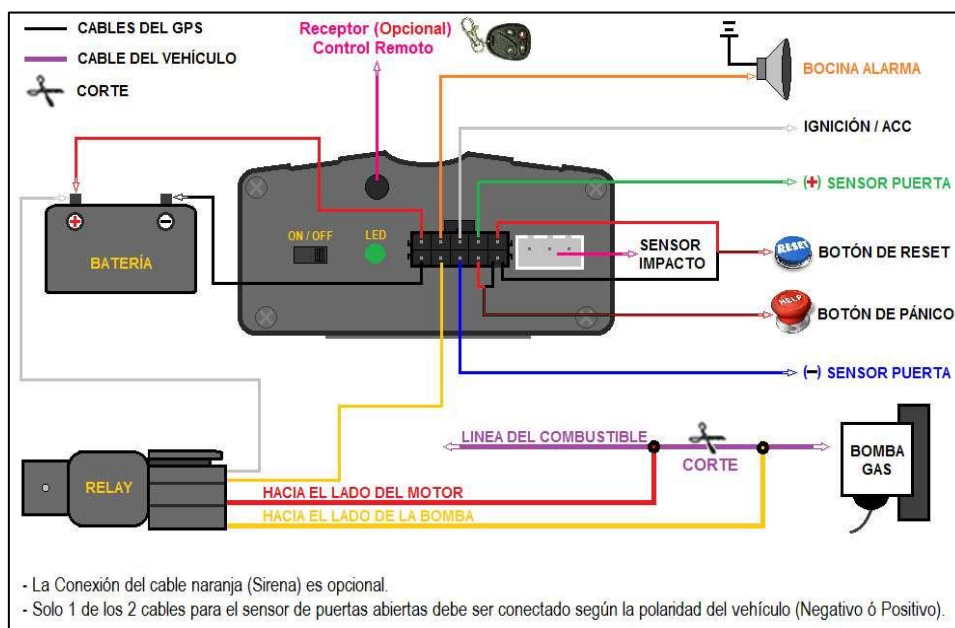 CABLES DEL GPS
CABLE DEL VEHÍCULO
CORTE
Receptor (Opcional)
Control Remoto
BOCINA ALARMA
IGNICIÓN / ACC
(+) SENSOR PUERTA
ON / OFF
LED
SENSOR
IMPACTO
RESET
BOTÓN DE RESET
+
−
BATERÍA
HELP
BOTÓN DE PÁNICO
(−) SENSOR PUERTA
LINEA DEL COMBUSTIBLE
CORTE
BOMBA
GAS
RELAY
HACIA EL LADO DEL MOTOR
HACIA EL LADO DE LA BOMBA
- La Conexión del cable naranja (Sirena) es opcional.
- Solo 1 de los 2 cables para el sensor de puertas abiertas debe ser conectado según la polaridad del vehículo (Negativo ó Positivo).